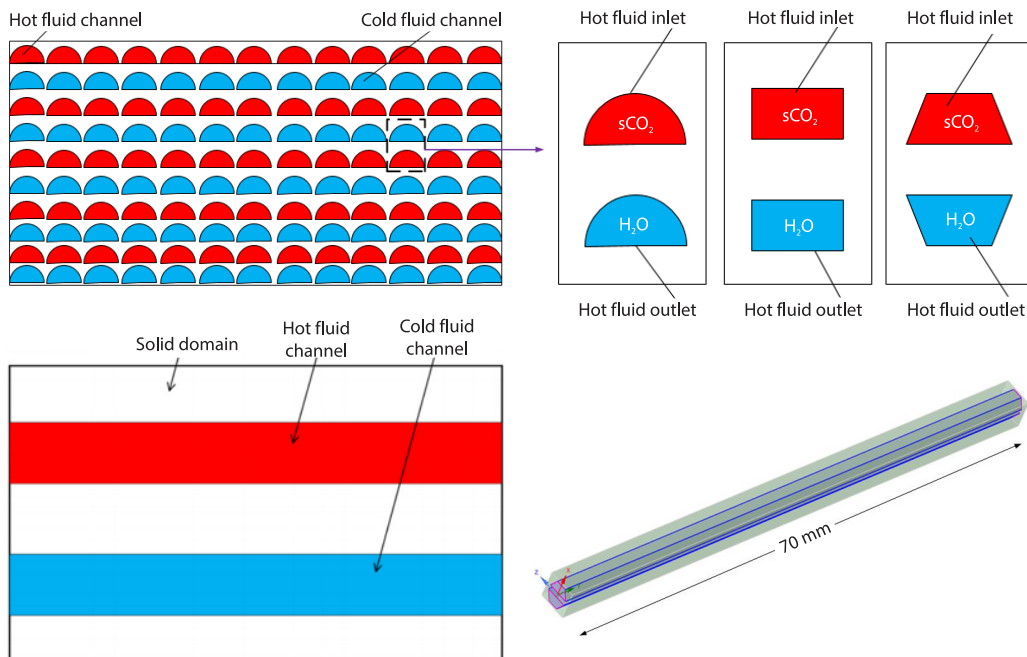 Hot fluid channel
Cold fluid channel
Hot fluid inlet
Hot fluid inlet
Hot fluid inlet
sCO₂
sCO₂
sCO₂
H₂O
H₂O
H₂O
Hot fluid outlet
Hot fluid outlet
Hot fluid outlet
Solid domain
Hot fluid
channel
Cold fluid
channel
70 mm
z
x